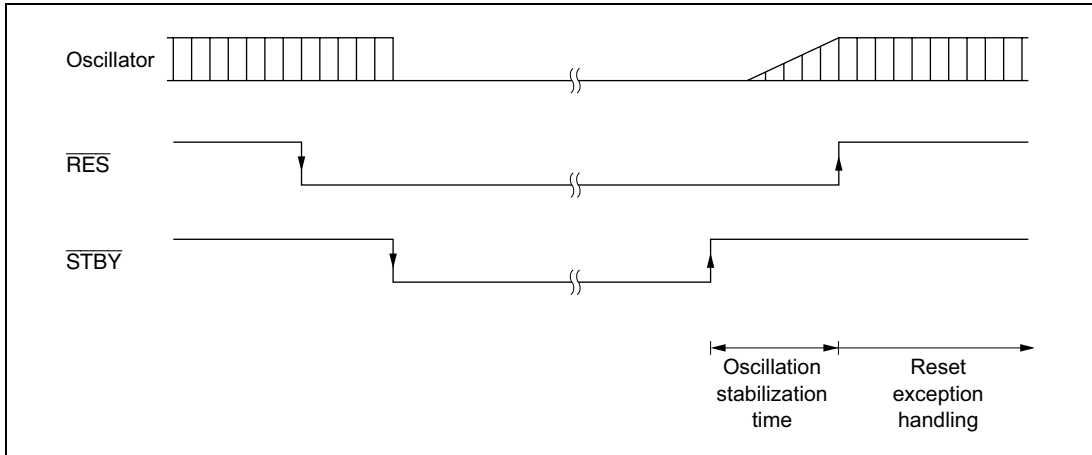 Oscillator
RES
STBY
Oscillation
stabilization
time
Reset
exception
handling